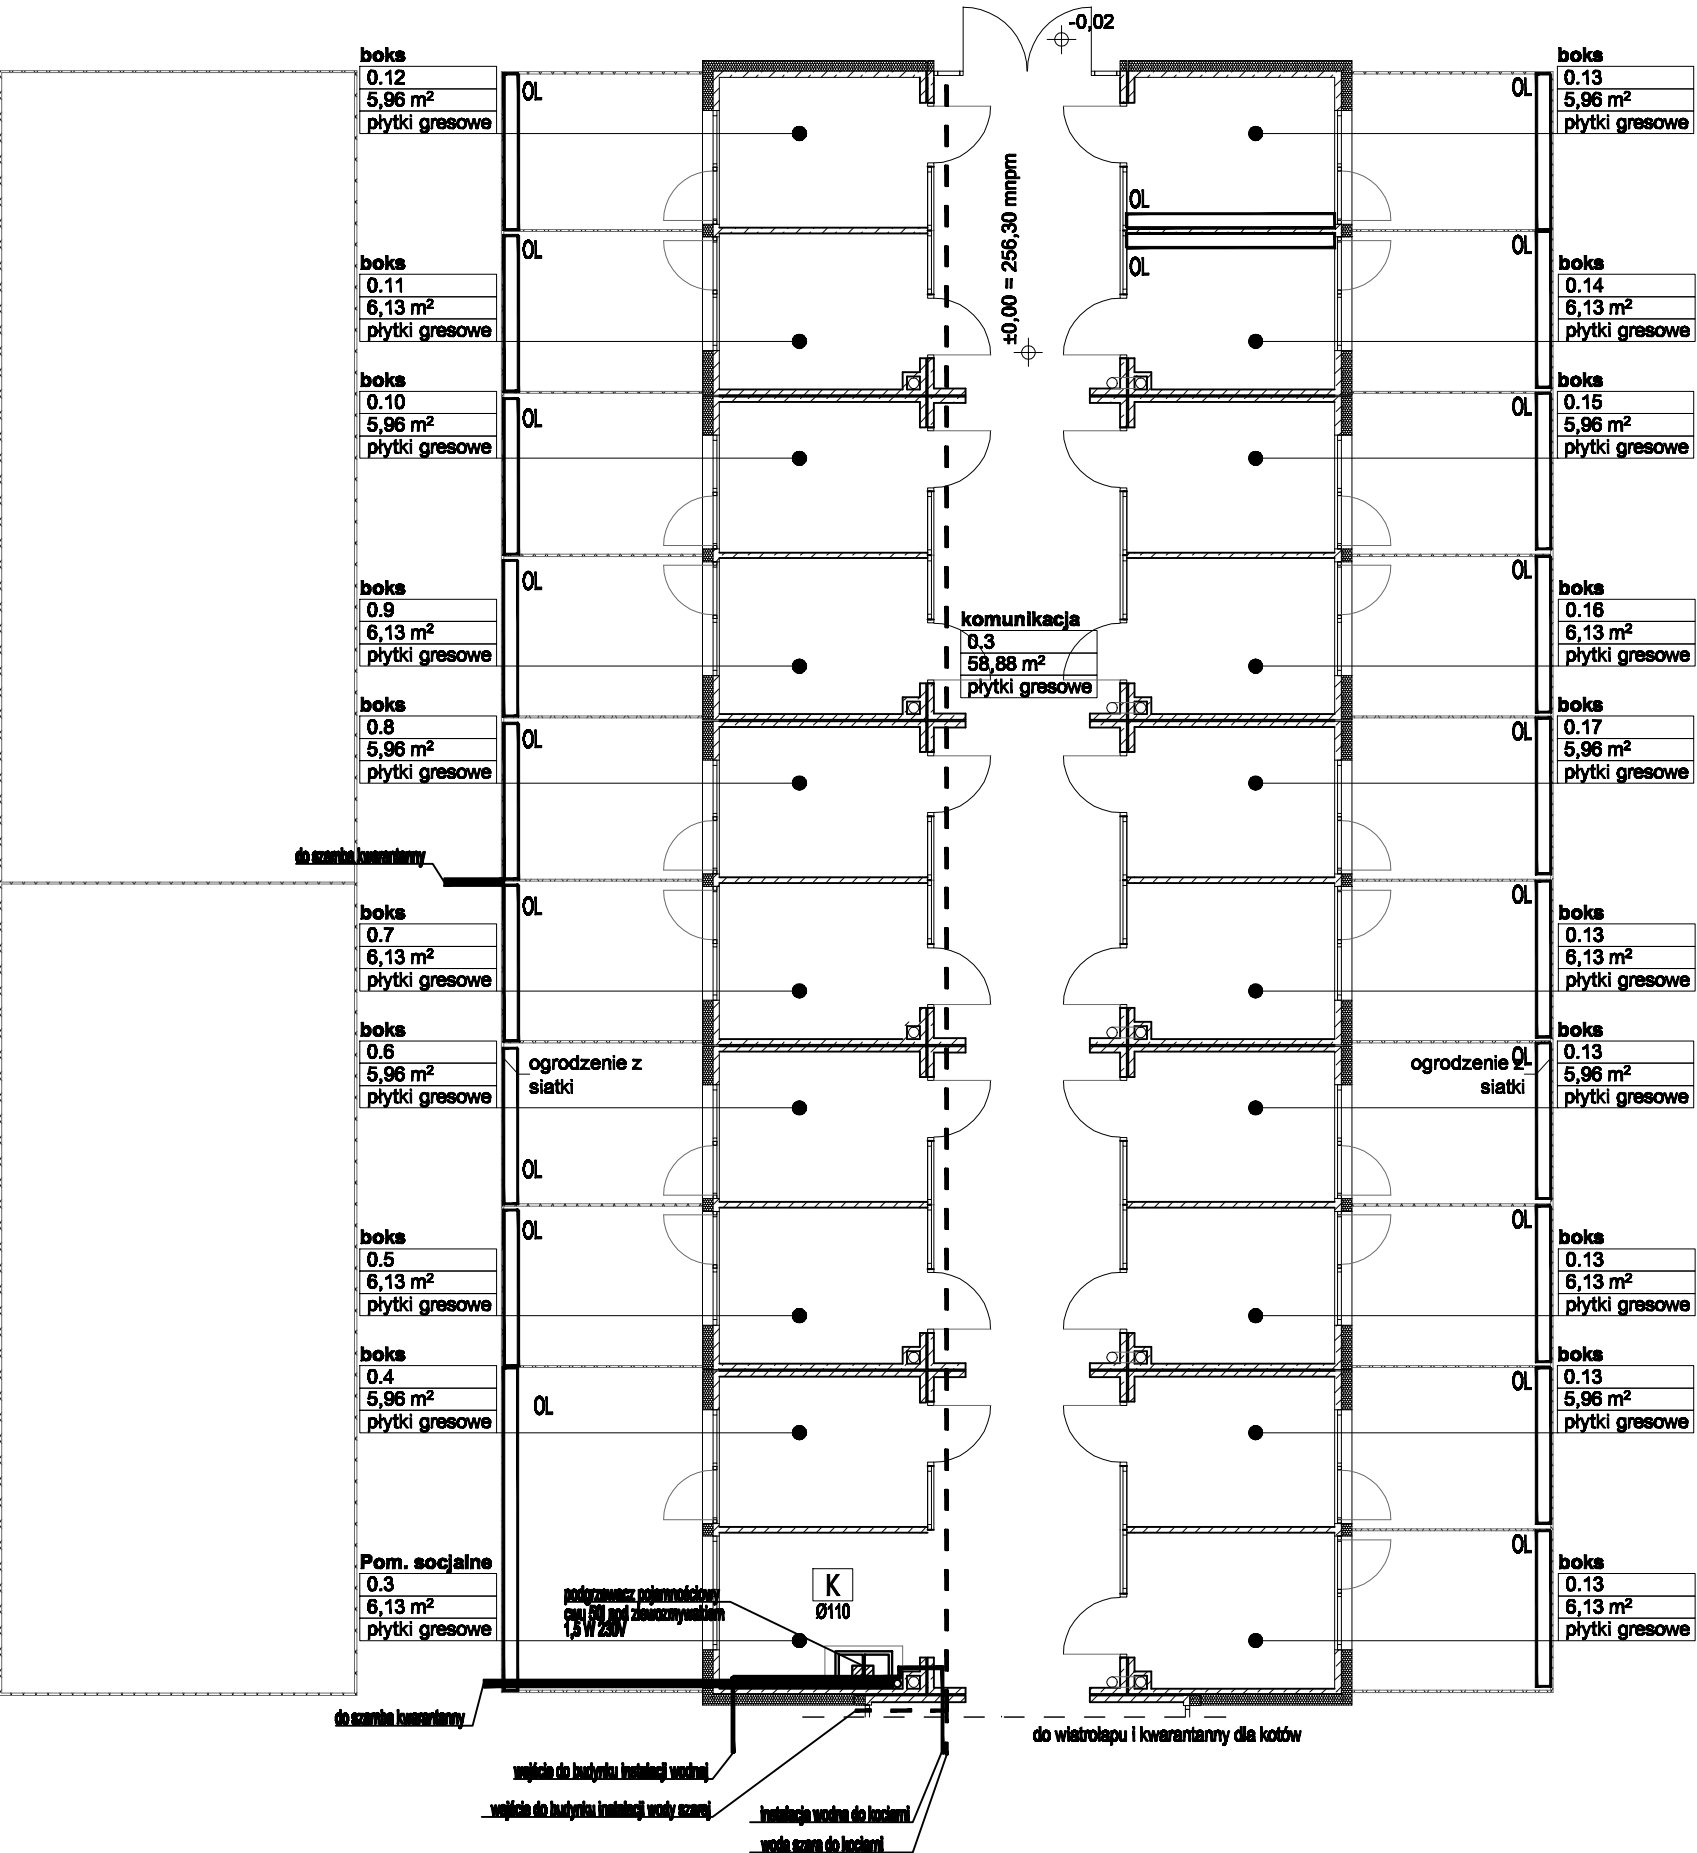 -0,02
boks
0.12
5,96 m²
płytki gresowe
OL
boks
0.11
6,13 m²
płytki gresowe
OL
boks
0.10
5,96 m²
płytki gresowe
OL
boks
0.9
6,13 m²
płytki gresowe
OL
boks
0.8
5,96 m²
płytki gresowe
OL
do szamba kwarantanny
boks
0.7
6,13 m²
płytki gresowe
OL
boks
0.6
5,96 m²
płytki gresowe
ogrodzenie z
siatki
OL
boks
0.5
6,13 m²
płytki gresowe
OL
boks
0.4
5,96 m²
płytki gresowe
OL
Pom. socjalne
0.3
6,13 m²
płytki gresowe
podgrzewacz pojemnościowy
cwu 50l pod zlewozmywakiem
1,5 W 230V
K
Ø110
±0,00 = 256,30 mnpm
komunikacja
0.3
58,88 m²
płytki gresowe
boks
0.13
5,96 m²
płytki gresowe
OL
OL
OL
boks
0.14
6,13 m²
płytki gresowe
OL
boks
0.15
5,96 m²
płytki gresowe
OL
boks
0.16
6,13 m²
płytki gresowe
OL
boks
0.17
5,96 m²
płytki gresowe
OL
boks
0.13
6,13 m²
płytki gresowe
OL
boks
0.13
5,96 m²
płytki gresowe
OL
ogrodzenie z
siatki
boks
0.13
6,13 m²
płytki gresowe
OL
boks
0.13
5,96 m²
płytki gresowe
OL
boks
0.13
6,13 m²
płytki gresowe
OL
do szamba kwarantanny
do wiatrołapu i kwarantanny dla kotów
wejście do budynku instalacji wodnej
wejście do budynku instalacji wody szarej
instalacja wodna do kociarni
woda szara do kociarni